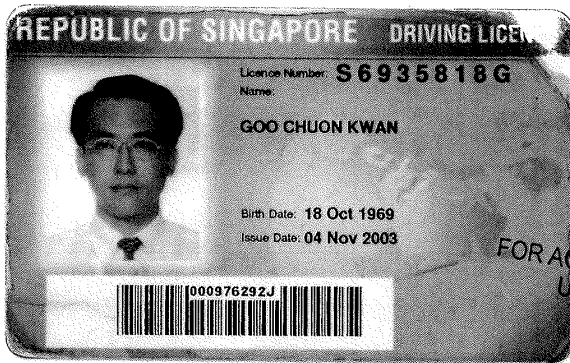 REPUBLIC OF SINGAPORE DRIVING
Licence Number: S6935818G
Name:
GOO CHUON KWAN
Birth Date: 18 Oct 1969
Issue Date: 04 Nov 2003
FOR
000976292J